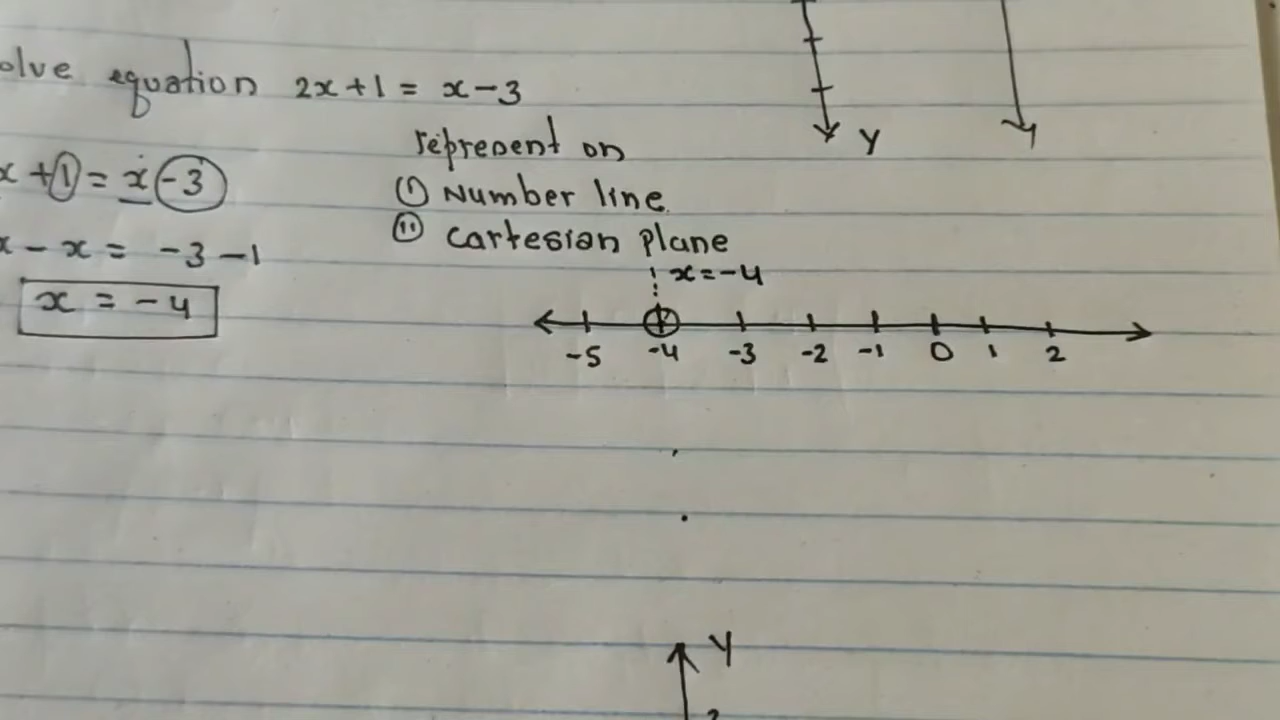 olve equation 2x+1 = x-3
represent on
x +1 = x -3
(i) Number line
(ii) cartesian plane
x - x = -3 -1
x = -4
x = -4
-5 -4 -3 -2 -1 0 1 2
Y
Y
2